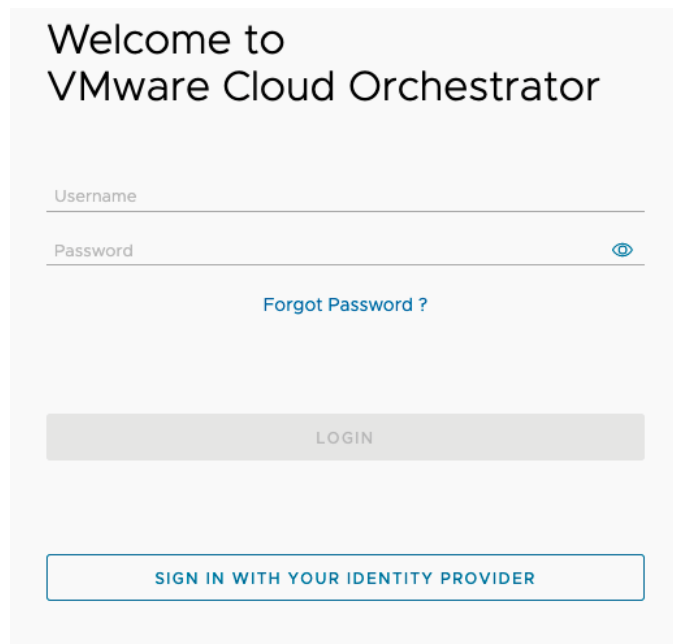 Welcome to
VMware Cloud Orchestrator
Username
Password
Forgot Password ?
LOGIN
SIGN IN WITH YOUR IDENTITY PROVIDER